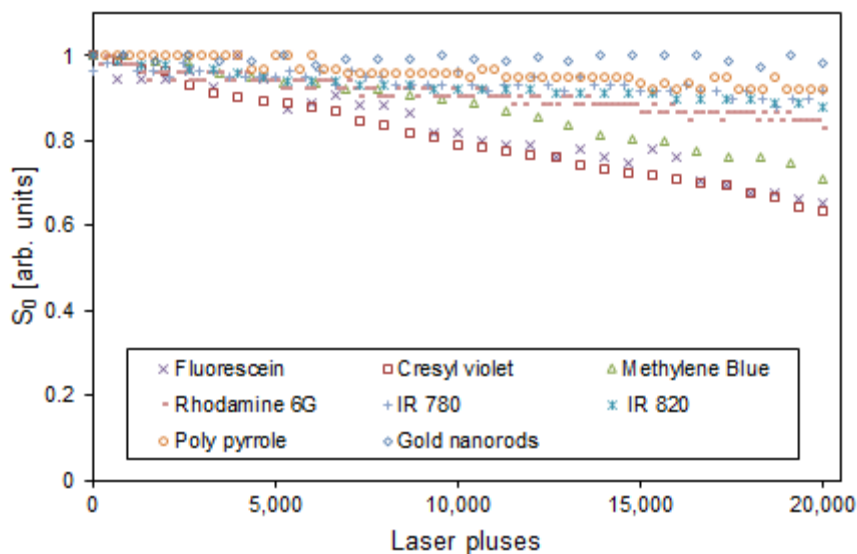 1
0.8
0.6
0.4
0.2
0
S0 [arb. units]
Fluorescein Cresyl violet Methylene Blue
Rhodamine 6G IR 780 IR 820
Poly pyrrole Gold nanorods
0 5,000 10,000 15,000 20,000
Laser pluses